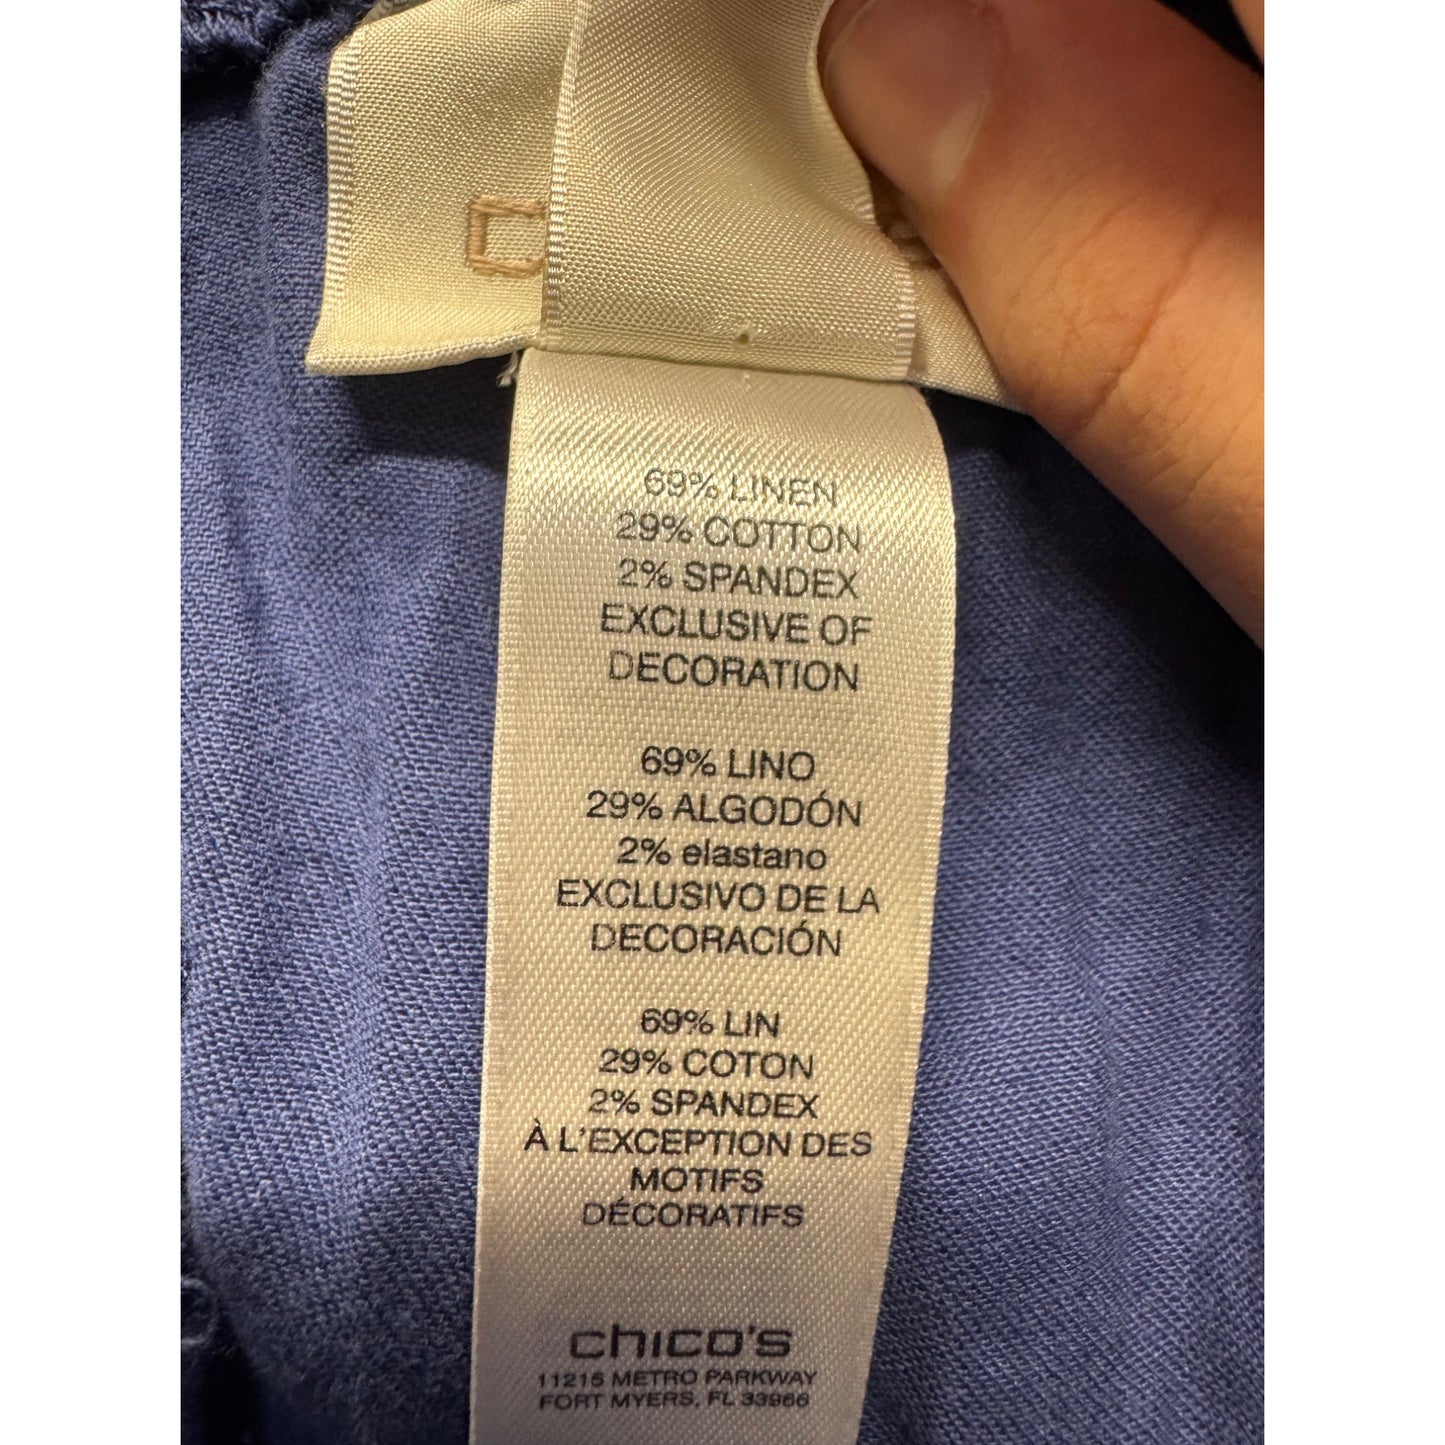 69% LINEN
29% COTTON
2% SPANDEX
EXCLUSIVE OF
DECORATION
69% LINO
29% ALGODÓN
2% elastano
EXCLUSIVO DE LA
DECORACIÓN
69% LIN
29% COTON
2% SPANDEX
À L'EXCEPTION DES
MOTIFS
DÉCORATIFS
chico's
11215 METRO PARKWAY
FORT MYERS, FL 33966